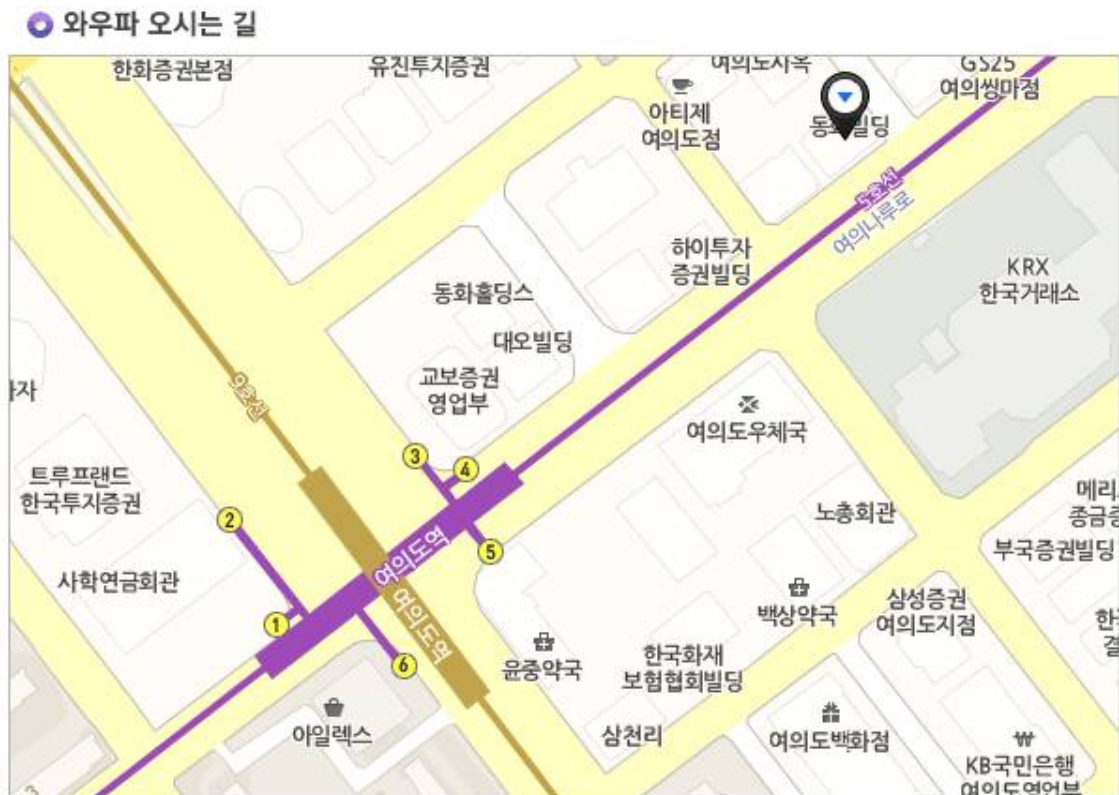 와우파 오시는 길
한화증권본점
유진투자증권
여의도사옥
GS25
여의씽마점
아티제
여의도점
동화빌딩
5호선
여의나루로
하이투자
증권빌딩
KRX
한국거래소
동화홀딩스
대오빌딩
교보증권
영업부
9호선
여의도우체국
트루프랜드
한국투자증권
3
4
2
5
1
6
여의도역
여의도역
노총회관
부국증권빌딩
사학연금회관
백상약국
삼성증권
여의도지점
윤중약국
한국화재
보험협회빌딩
아일렉스
삼천리
여의도백화점
KB국민은행
여의도영업부